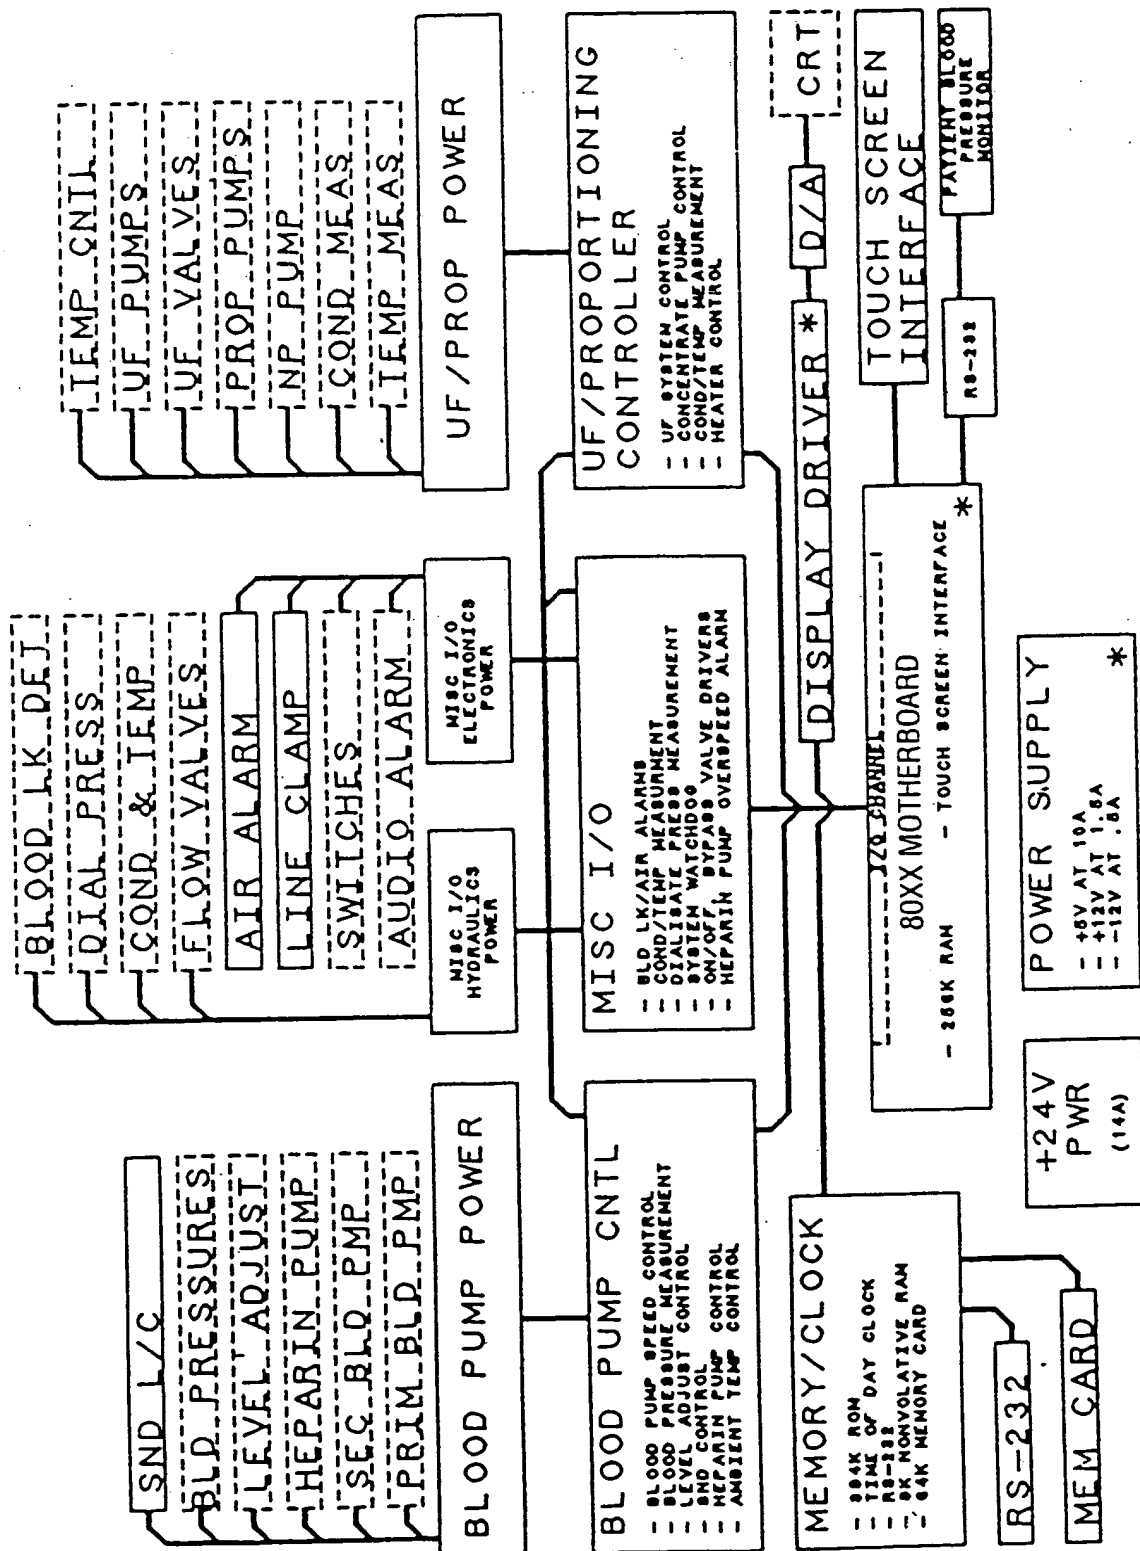 SND L/C
BLD PRESSURES
LEVEL ADJUST
HEPARIN PUMP
SEC BLD PMP
PRIM BLD PMP
BLOOD PUMP POWER
BLOOD PUMP CNTL
- BLOOD PUMP SPEED CONTROL
- BLOOD PRESSURE MEASUREMENT
- LEVEL ADJUST CONTROL
- SND CONTROL
- HEPARIN PUMP CONTROL
- AMBIENT TEMP CONTROL
BLOOD LK DET
DIAL PRESS
COND & TEMP
FLOW VALVES
AIR ALARM
LINE CLAMP
SWITCHES
AUDIO ALARM
MISC I/O
HYDRAULICS
POWER
MISC I/O
ELECTRONICS
POWER
MISC I/O
- BLD LK/AIR ALARMS
- COND/TEMP MEASURMENT
- DIALISATE PRESS MEASUREMENT
- SYSTEM WATCHDOG
- ON/OFF, BYPASS VALVE DRIVERS
- HEPARIN PUMP OVERSPEED ALARM
TEMP CNTL
UF PUMPS
UF VALVES
PROP PUMPS
NP PUMP
COND MEAS
TEMP MEAS
UF/PROP POWER
UF/PROPORTIONING
CONTROLLER
- UF SYSTEM CONTROL
- CONCENTRATE PUMP CONTROL
- COND/TEMP MEASUREMENT
- HEATER CONTROL
MEMORY/CLOCK
- 384K ROM
- TIME OF DAY CLOCK
- RS-232
- 8K NONVOLATIVE RAM
- 64K MEMORY CARD
RS-232
MEM CARD
DISPLAY DRIVER *
D/A
CRT
I/O CHANNEL
80XX MOTHERBOARD
- 256K RAM - TOUCH SCREEN INTERFACE
*
TOUCH SCREEN
INTERFACE
RS-232
PATIENT BLOOD
PRESSURE
MONITOR
+24V
PWR
(14A)
POWER SUPPLY
- +5V AT 10A
- +12V AT 1.5A
- -12V AT .5A
*